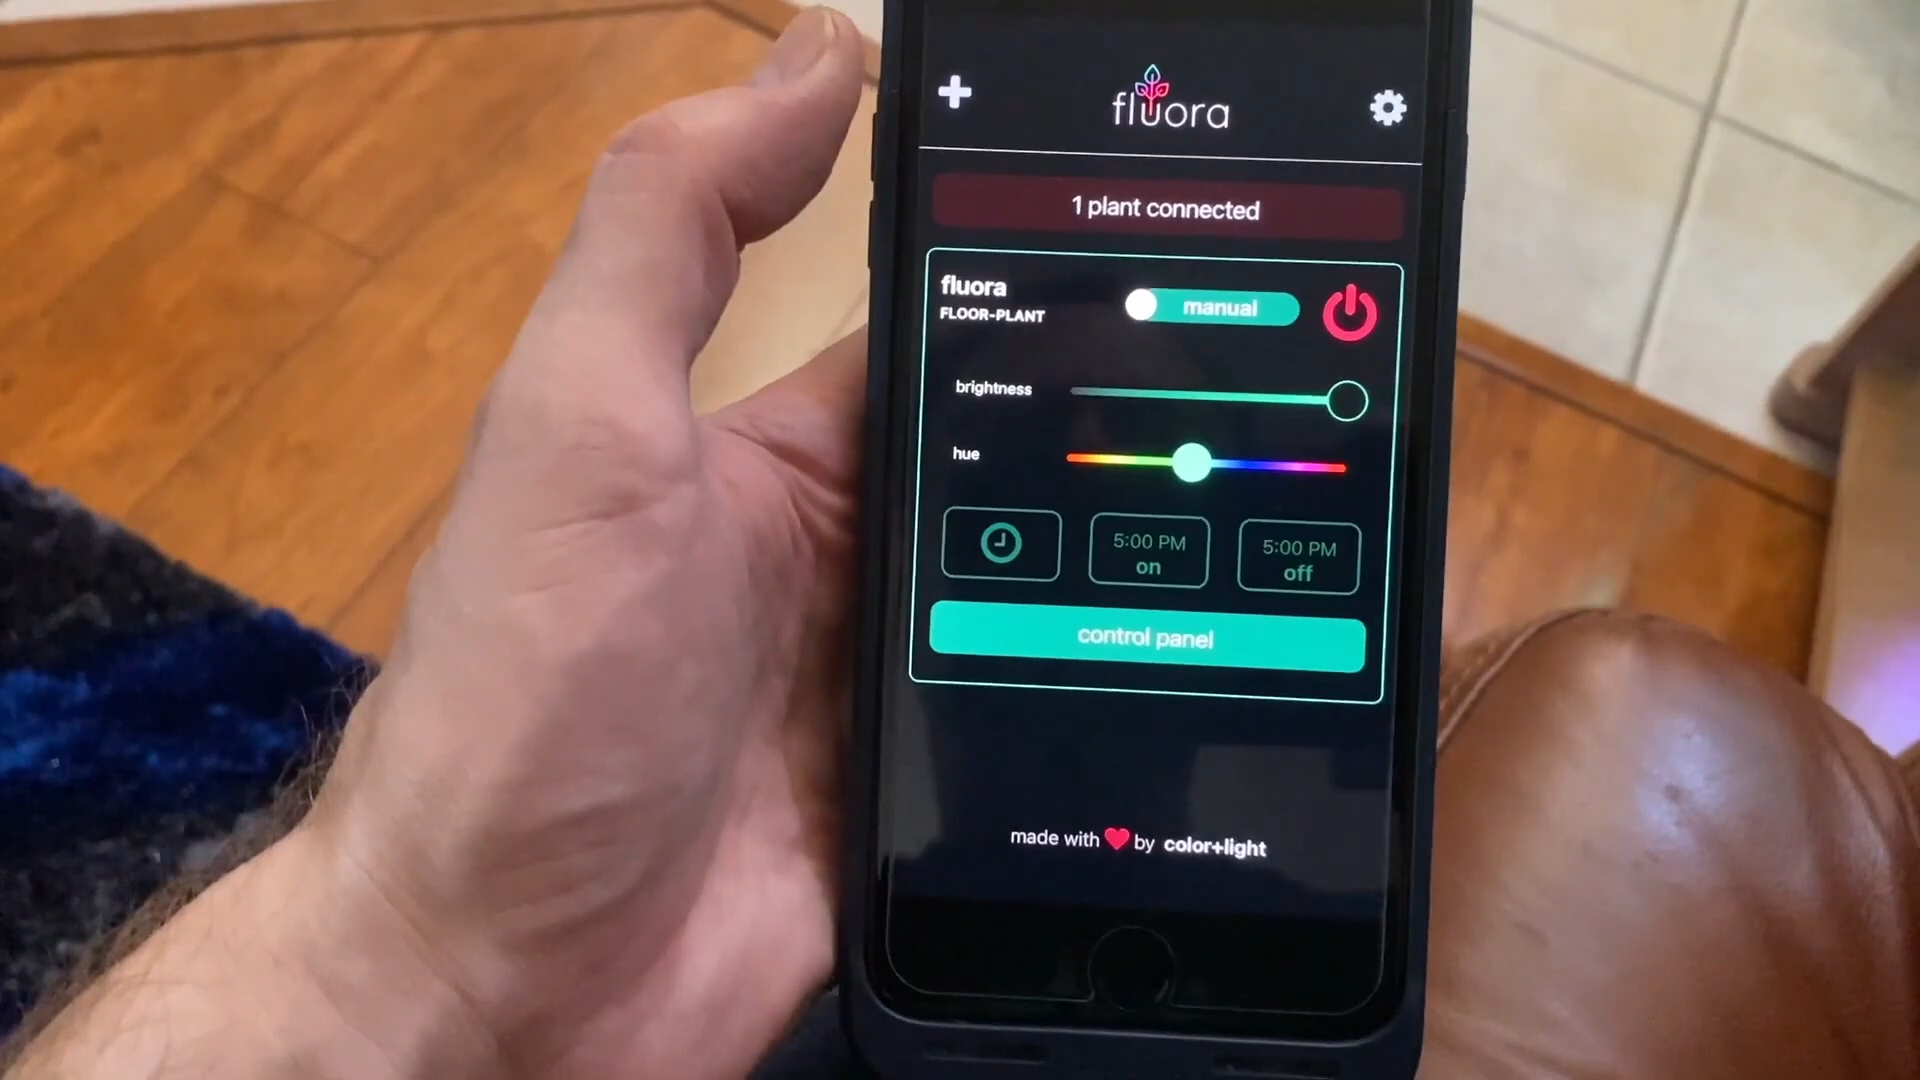 fluora
1 plant connected
fluora
manual
FLOOR-PLANT
brightness
hue
5:00 PM
on
5:00 PM
off
control panel
made with ❤ by color+light